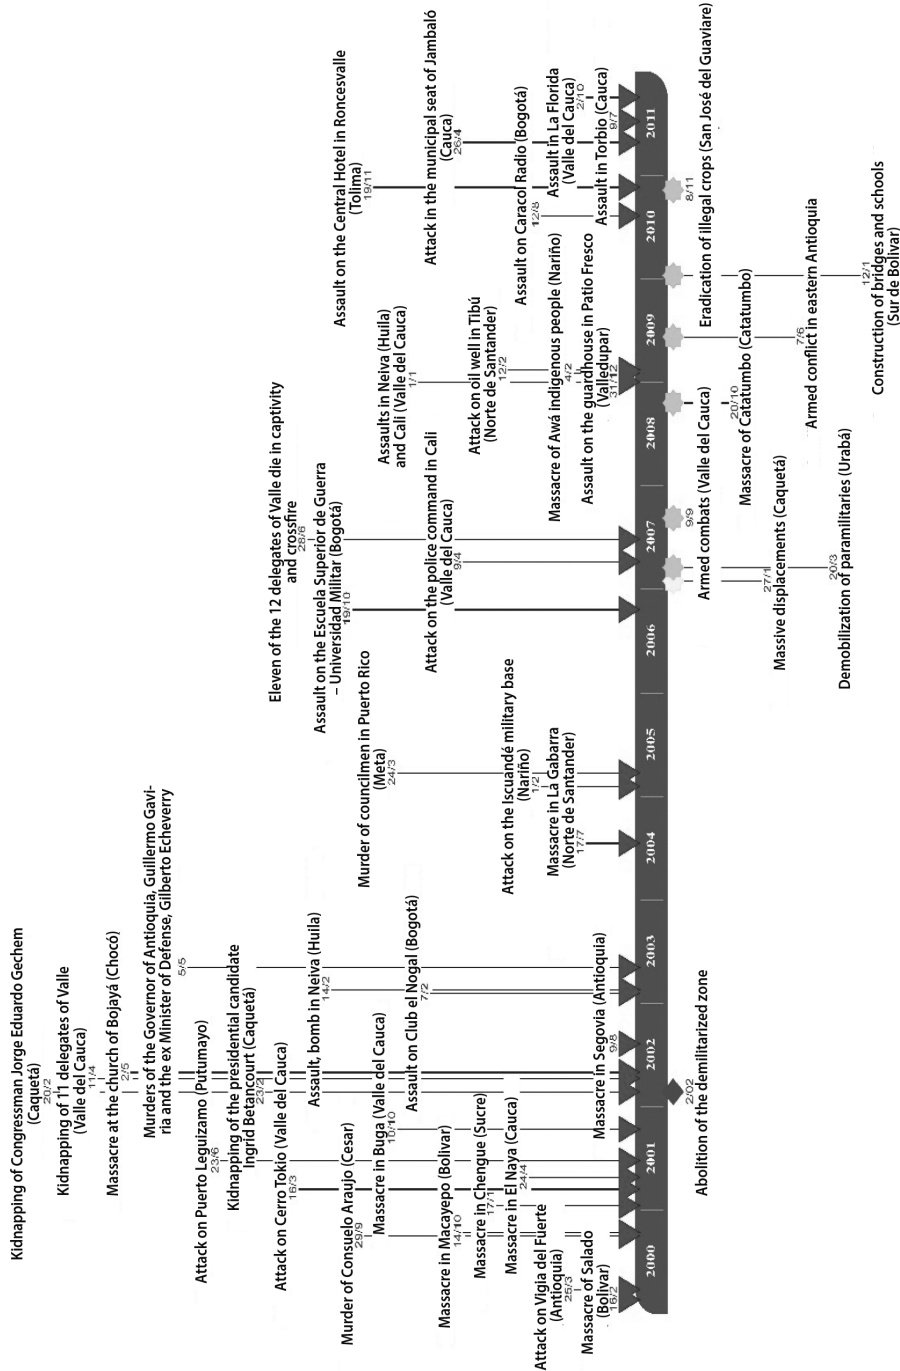 Kidnapping of Congressman Jorge Eduardo Gechem
(Caquetá)
20/2
Kidnapping of 11 delegates of Valle
(Valle del Cauca)
11/4
Massacre at the church of Bojayá (Chocó)
2/5
Murders of the Governor of Antioquia, Guillermo Gavi-
ria and the ex Minister of Defense, Gilberto Echeverry
5/5
Attack on Puerto Leguizamo (Putumayo)
23/6
Kidnapping of the presidential candidate
Ingrid Betancourt (Caquetá)
23/2
Attack on Cerro Tokio (Valle del Cauca)
16/3
Assault, bomb in Neiva (Huila)
14/2
Murder of Consuelo Araujo (Cesar)
29/9
Massacre in Buga (Valle del Cauca)
10/10
Assault on Club el Nogal (Bogotá)
7/2
Massacre in Macayepo (Bolivar)
14/10
Massacre in Chengue (Sucre)
17/1
Massacre in El Naya (Cauca)
24/4
Attack on Vigia del Fuerte
(Antioquia)
25/3
Massacre of Salado
(Bolivar)
16/2
Massacre in Segovia (Antioquia)
9/8
Eleven of the 12 delegates of Valle die in captivity
and crossfire
28/6
Assault on the Escuela Superior de Guerra
– Universidad Militar (Bogotá)
19/10
Murder of councilmen in Puerto Rico
(Meta)
24/3
Attack on the police command in Cali
(Valle del Cauca)
9/4
Attack on the Iscuandé military base
(Nariño)
1/2
Massacre in La Gabarra
(Norte de Santander)
17/7
Assault on the Central Hotel in Roncesvalle
(Tolima)
19/11
Assaults in Neiva (Huila)
and Cali (Valle del Cauca)
1/1
Attack in the municipal seat of Jambaló
(Cauca)
26/4
Attack on oil well in Tibú
(Norte de Santander)
12/2
Assault on Caracol Radio (Bogotá)
12/8
Massacre of Awá indigenous people (Nariño)
4/2
Assault in La Florida
(Valle del Cauca)
2/10
Assault on the guardhouse in Patio Fresco
(Valledupar)
31/12
Assault in Torbio (Cauca)
9/7
2000
2001
2002
2003
2004
2005
2006
2007
2008
2009
2010
2011
2/02
Abolition of the demilitarized zone
9/9
Armed combats (Valle del Cauca)
8/11
Eradication of illegal crops (San José del Guaviare)
20/10
Massacre of Catatumbo (Catatumbo)
27/1
Massive displacements (Caquetá)
7/6
Armed conflict in eastern Antioquia
20/3
Demobilization of paramilitaries (Urabá)
12/1
Construction of bridges and schools
(Sur de Bolivar)